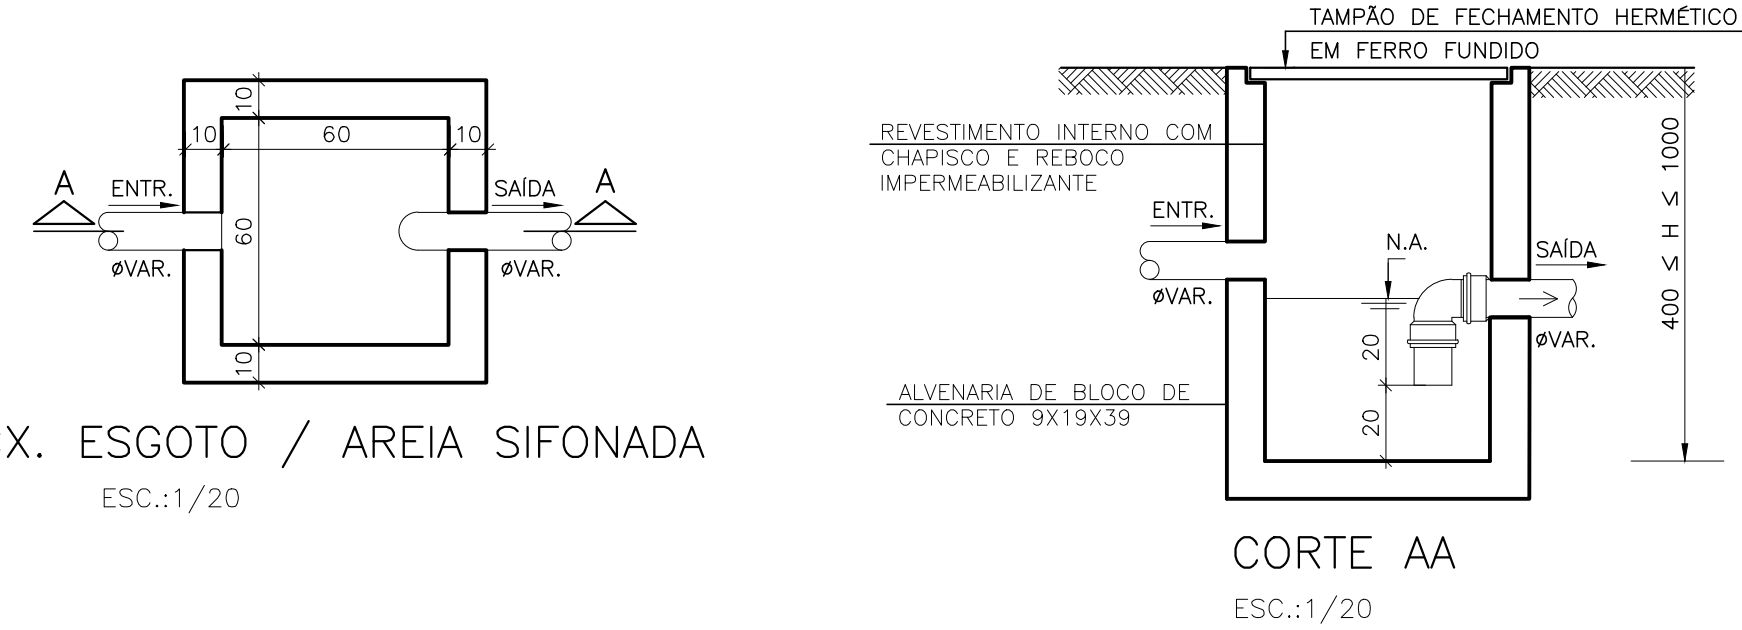 10
10
60
10
A
ENTR.
SAÍDA
A
60
øVAR.
øVAR.
10
X. ESGOTO / AREIA SIFONADA
ESC.:1/20
TAMPÃO DE FECHAMENTO HERMÉTICO
EM FERRO FUNDIDO
REVESTIMENTO INTERNO COM
CHAPISCO E REBOCO
IMPERMEABILIZANTE
ENTR.
N.A.
SAÍDA
øVAR.
øVAR.
400 ≤ H ≤ 1000
20
20
ALVENARIA DE BLOCO DE
CONCRETO 9X19X39
CORTE AA
ESC.:1/20